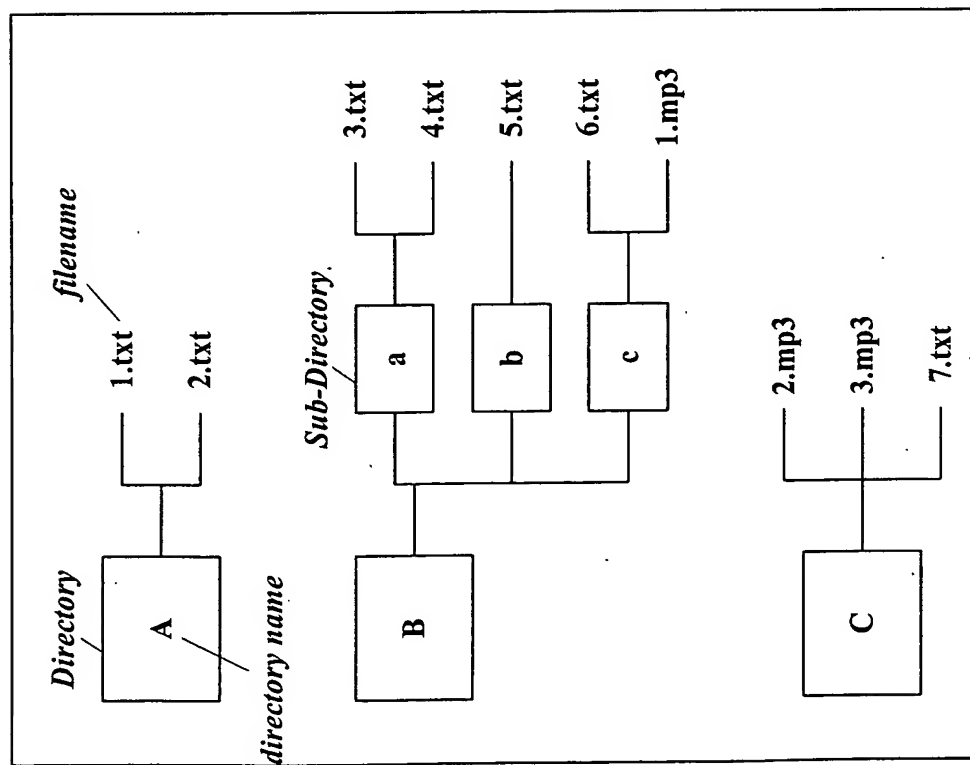 Directory
A
directory name
filename
1.txt
2.txt
B
Sub-Directory
a
3.txt
4.txt
b
5.txt
c
6.txt
1.mp3
C
2.mp3
3.mp3
7.txt